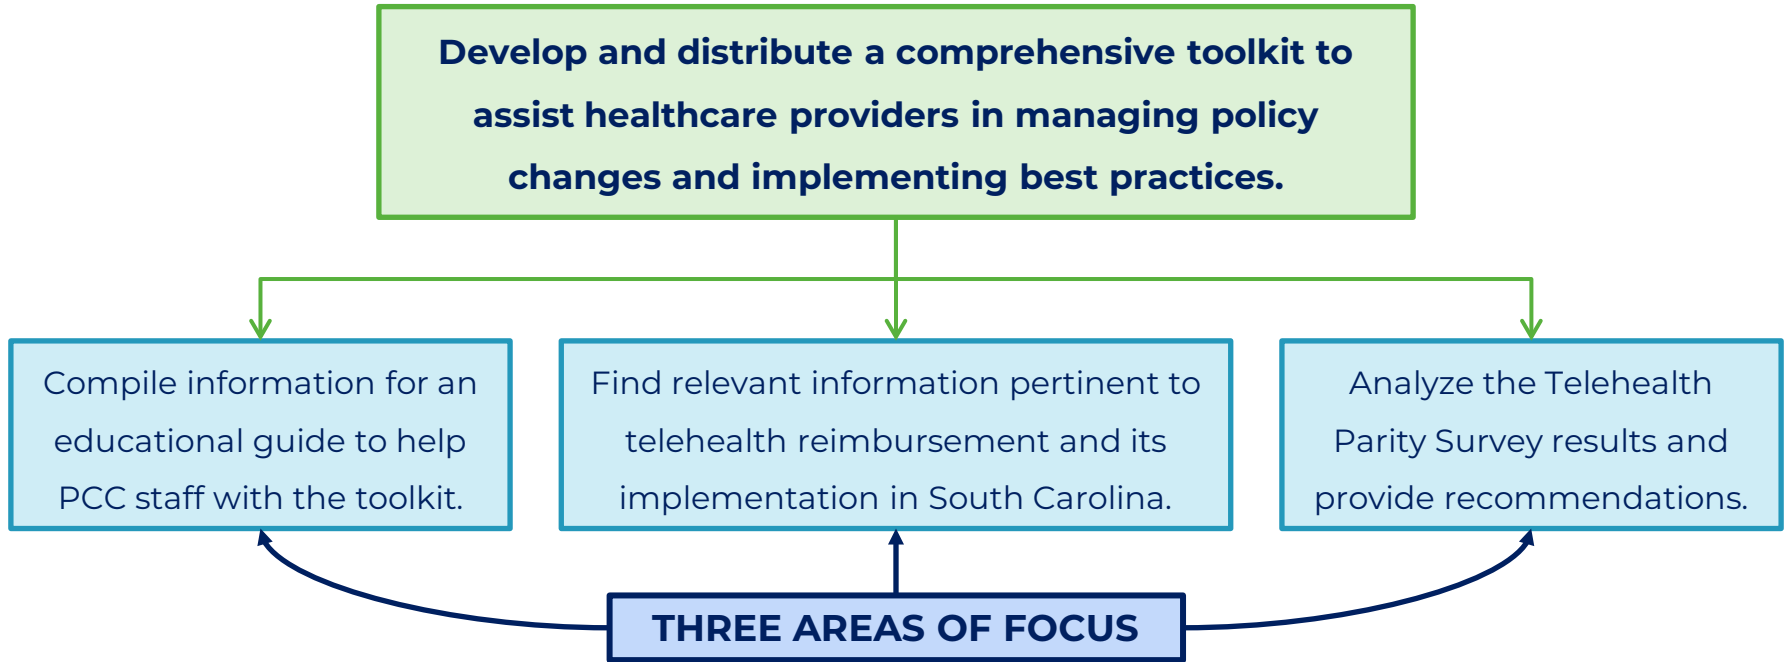 Develop and distribute a comprehensive toolkit to
assist healthcare providers in managing policy
changes and implementing best practices.
Compile information for an
educational guide to help
PCC staff with the toolkit.
Find relevant information pertinent to
telehealth reimbursement and its
implementation in South Carolina.
Analyze the Telehealth
Parity Survey results and
provide recommendations.
THREE AREAS OF FOCUS